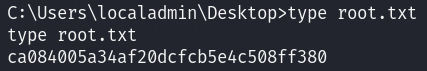 C:\Users\localadmin\Desktop>type root.txt
type root.txt
ca084005a34af20dcfcb5e4c508ff380